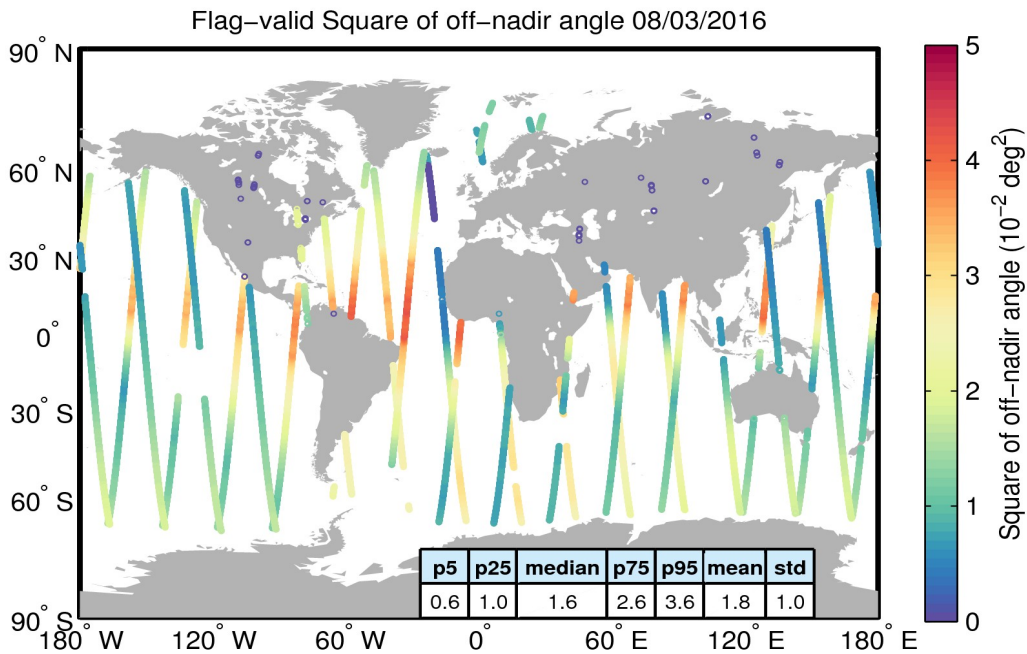 Flag−valid Square of off−nadir angle 08/03/2016
90° N
60° N
30° N
0°
30° S
60° S
90° S
180° W
120° W
60° W
0°
60° E
120° E
180° E
p5 p25 median p75 p95 mean std
0.6 1.0 1.6 2.6 3.6 1.8 1.0
5
4
3
2
1
0
Square of off−nadir angle (10⁻² deg²)